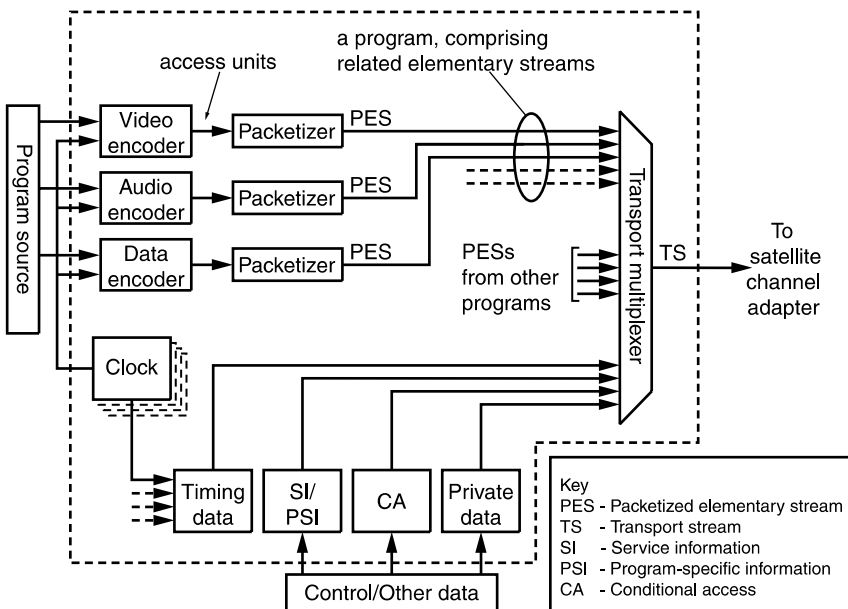 a program, comprising
related elementary streams
access units
Program source
Video
encoder
Packetizer
PES
Audio
encoder
Packetizer
PES
Data
encoder
Packetizer
PES
PESs
from other
programs
Transport multiplexer
TS
To
satellite
channel
adapter
Clock
Timing
data
SI/
PSI
CA
Private
data
Control/Other data
Key
PES - Packetized elementary stream
TS - Transport stream
SI - Service information
PSI - Program-specific information
CA - Conditional access